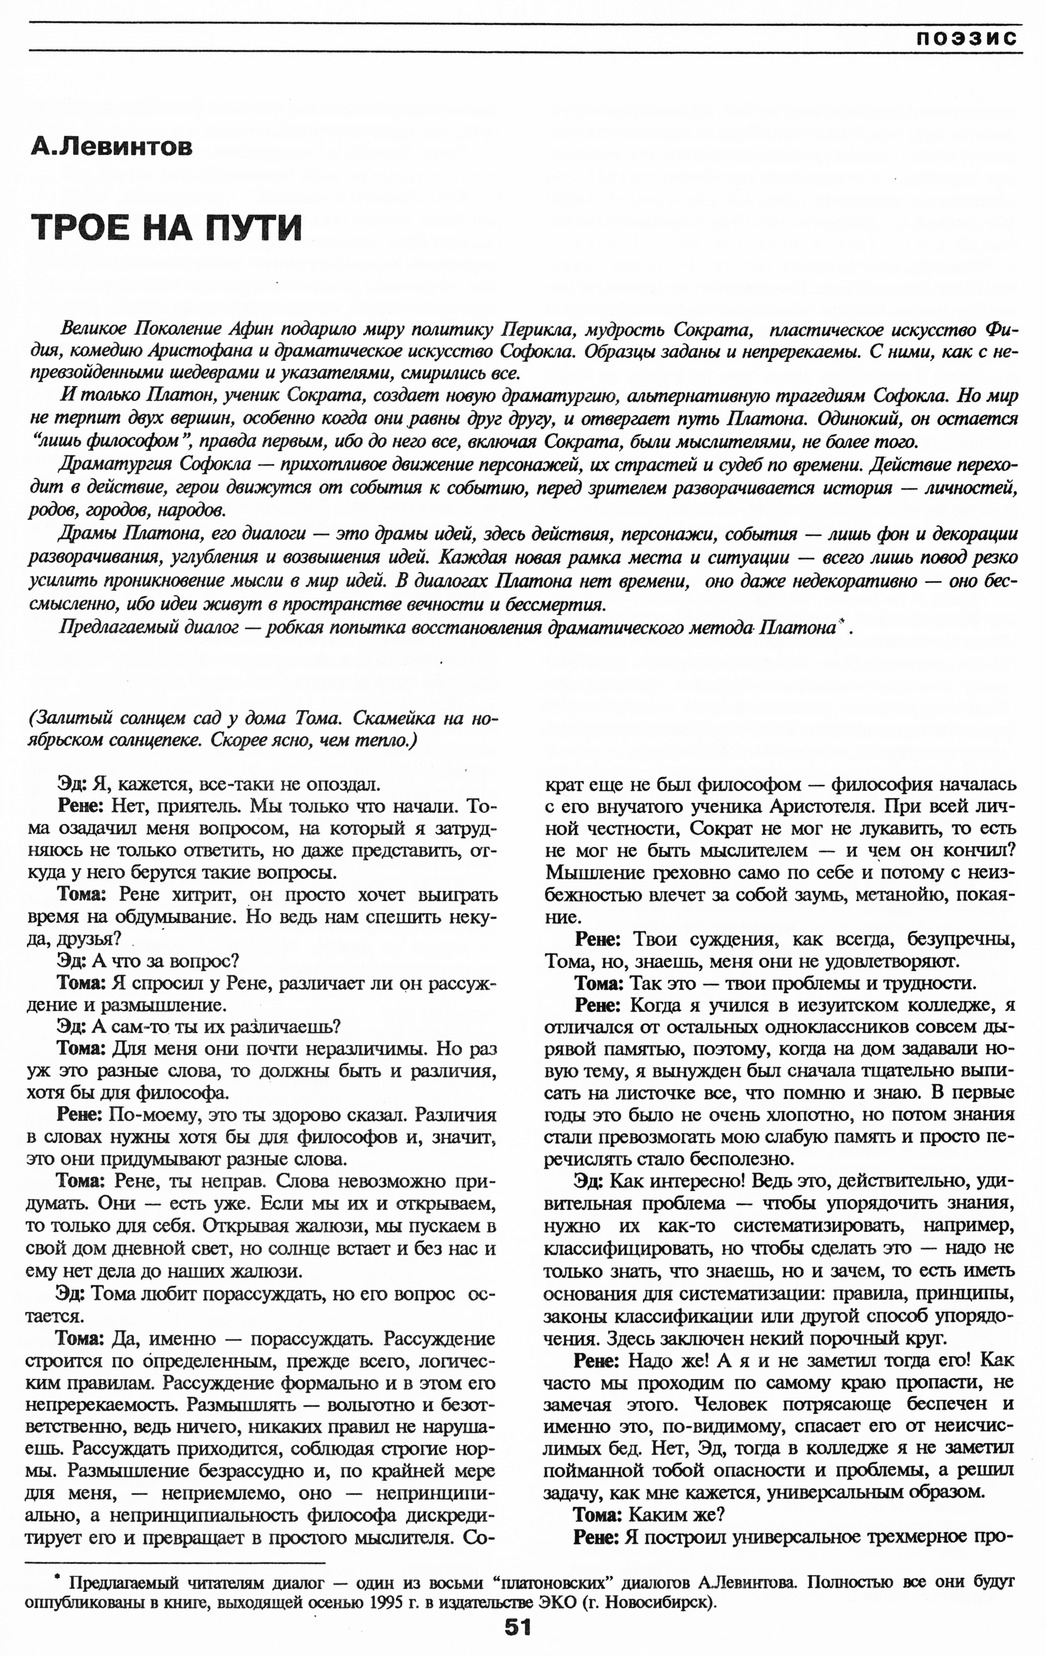 ПОЭЗИС
А.Левинтов
ТРОЕ НА ПУТИ
Великое Поколение Афин подарило миру политику Перикла, мудрость Сократа, пластическое искусство Фи-
дия, комедию Аристофана и драматическое искусство Софокла. Образцы заданы и непререкаемы. С ними, как с не-
превзойденными шедеврами и указателями, смирились все.
И только Платон, ученик Сократа, создает новую драматургию, альтернативную трагедиям Софокла. Но мир
не терпит двух вершин, особенно когда они равны друг другу, и отвергает путь Платона. Одинокий, он остается
“лишь философом”, правда первым, ибо до него все, включая Сократа, были мыслителями, не более того.
Драматургия Софокла — прихотливое движение персонажей, их страстей и судеб по времени. Действие перехо-
дит в действие, герои движутся от события к событию, перед зрителем разворачивается история — личностей,
родов, городов, народов.
Драмы Платона, его диалоги — это драмы идей, здесь действия, персонажи, события — лишь фон и декорации
разворачивания, углубления и возвышения идей. Каждая новая рамка места и ситуации — всего лишь повод резко
усилить проникновение мысли в мир идей. В диалогах Платона нет времени, оно даже недекоративно — оно бес-
смысленно, ибо идеи живут в пространстве вечности и бессмертия.
Предлагаемый диалог — робкая попытка восстановления драматического метода Платона*.
(Залитый солнцем сад у дома Тома. Скамейка на но-
ябрьском солнцепеке. Скорее ясно, чем тепло.)
Эд: Я, кажется, все-таки не опоздал.
Рене: Нет, приятель. Мы только что начали. То-
ма озадачил меня вопросом, на который я затруд-
няюсь не только ответить, но даже представить, от-
куда у него берутся такие вопросы.
Тома: Рене хитрит, он просто хочет выиграть
время на обдумывание. Но ведь нам спешить неку-
да, друзья?
Эд: А что за вопрос?
Тома: Я спросил у Рене, различает ли он рассуж-
дение и размышление.
Эд: А сам-то ты их различаешь?
Тома: Для меня они почти неразличимы. Но раз
уж это разные слова, то должны быть и различия,
хотя бы для философа.
Рене: По-моему, это ты здорово сказал. Различия
в словах нужны хотя бы для философов и, значит,
это они придумывают разные слова.
Тома: Рене, ты неправ. Слова невозможно при-
думать. Они — есть уже. Если мы их и открываем,
то только для себя. Открывая жалюзи, мы пускаем в
свой дом дневной свет, но солнце встает и без нас и
ему нет дела до наших жалюзи.
Эд: Тома любит порассуждать, но его вопрос ос-
тается.
Тома: Да, именно — порассуждать. Рассуждение
строится по определенным, прежде всего, логичес-
ким правилам. Рассуждение формально и в этом его
непререкаемость. Размышлять — вольготно и безот-
ветственно, ведь ничего, никаких правил не наруша-
ешь. Рассуждать приходится, соблюдая строгие нор-
мы. Размышление безрассудно и, по крайней мере
для меня, — неприемлемо, оно — непринципи-
ально, а непринципиальность философа дискреди-
тирует его и превращает в простого мыслителя. Со-
крат еще не был философом — философия началась
с его внучатого ученика Аристотеля. При всей лич-
ной честности, Сократ не мог не лукавить, то есть
не мог не быть мыслителем — и чем он кончил?
Мышление греховно само по себе и потому с неиз-
бежностью влечет за собой заумь, метанойю, покая-
ние.
Рене: Твои суждения, как всегда, безупречны,
Тома, но, знаешь, меня они не удовлетворяют.
Тома: Так это — твои проблемы и трудности.
Рене: Когда я учился в иезуитском колледже, я
отличался от остальных одноклассников совсем ды-
рявой памятью, поэтому, когда на дом задавали но-
вую тему, я вынужден был сначала тщательно выпи-
сать на листочке все, что помню и знаю. В первые
годы это было не очень хлопотно, но потом знания
стали превозмогать мою слабую память и просто пе-
речислять стало бесполезно.
Эд: Как интересно! Ведь это, действительно, уди-
вительная проблема — чтобы упорядочить знания,
нужно их как-то систематизировать, например,
классифицировать, но чтобы сделать это — надо не
только знать, что знаешь, но и зачем, то есть иметь
основания для систематизации: правила, принципы,
законы классификации или другой способ упорядо-
чения. Здесь заключен некий порочный круг.
Рене: Надо же! А я и не заметил тогда его! Как
часто мы проходим по самому краю пропасти, не
замечая этого. Человек потрясающе беспечен и
именно это, по-видимому, спасает его от неисчис-
лимых бед. Нет, Эд, тогда в колледже я не заметил
пойманной тобой опасности и проблемы, а решил
задачу, как мне кажется, универсальным образом.
Тома: Каким же?
Рене: Я построил универсальное трехмерное про-
* Предлагаемый читателям диалог — один из восьми “платоновских” диалогов А.Левинтова. Полностью все они будут
оппубликованы в книге, выходящей осенью 1995 г. в издательстве ЭКО (г. Новосибирск).
51